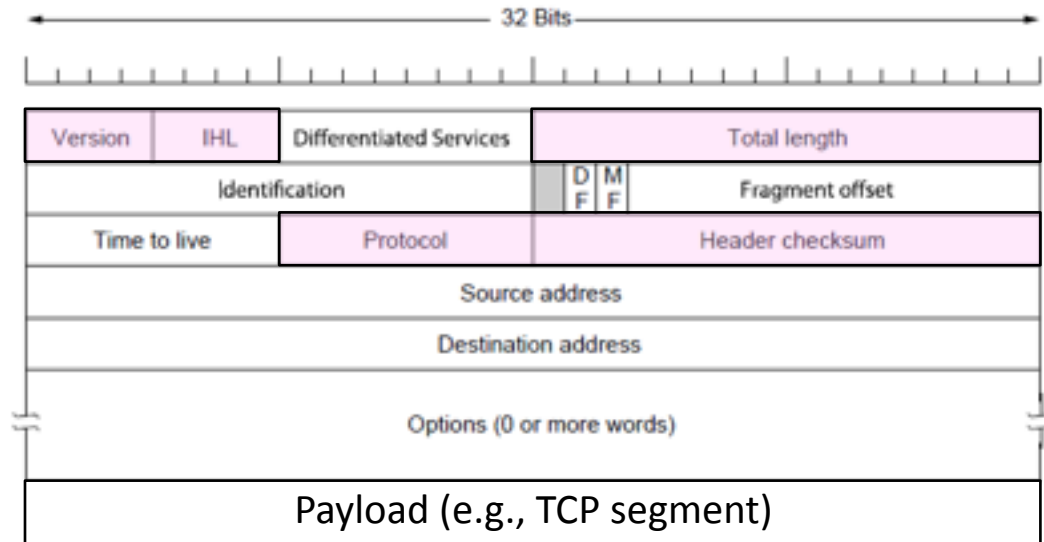 32 Bits
Version IHL Differentiated Services Total length
Identification D F M F Fragment offset
Time to live Protocol Header checksum
Source address
Destination address
Options (0 or more words)
Payload (e.g., TCP segment)